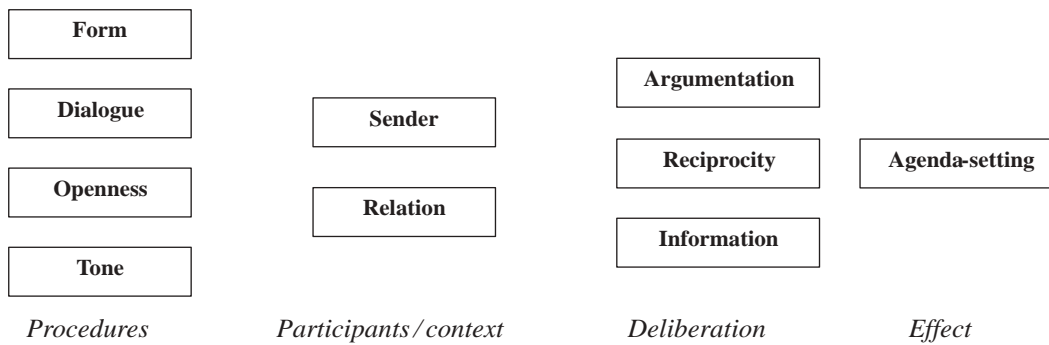 Form
Dialogue
Openness
Tone
Procedures
Sender
Relation
Participants / context
Argumentation
Reciprocity
Information
Deliberation
Agenda-setting
Effect